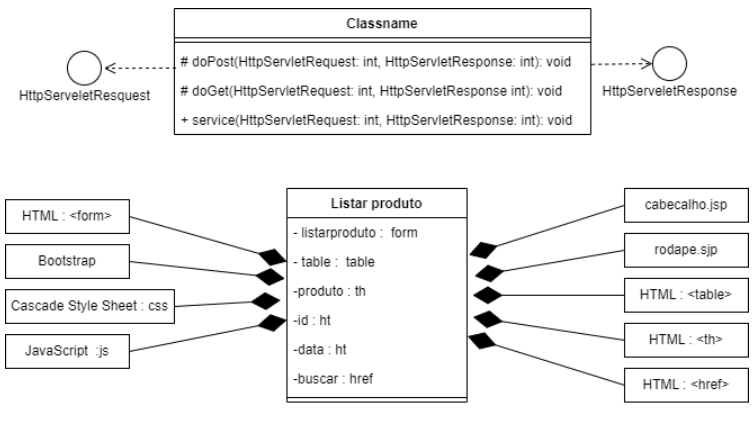 Classname
# doPost(HttpServletRequest: int, HttpServletResponse: int): void
# doGet(HttpServletRequest: int, HttpServletResponse int): void
+ service(HttpServletRequest: int, HttpServletResponse: int): void
HttpServeletResquest
HttpServeletResponse
HTML : <form>
Bootstrap
Cascade Style Sheet : css
JavaScript :js
Listar produto
- listarproduto : form
- table : table
-produto : th
-id : ht
-data : ht
-buscar : href
cabecalho.jsp
rodape.sjp
HTML : <table>
HTML : <th>
HTML : <href>